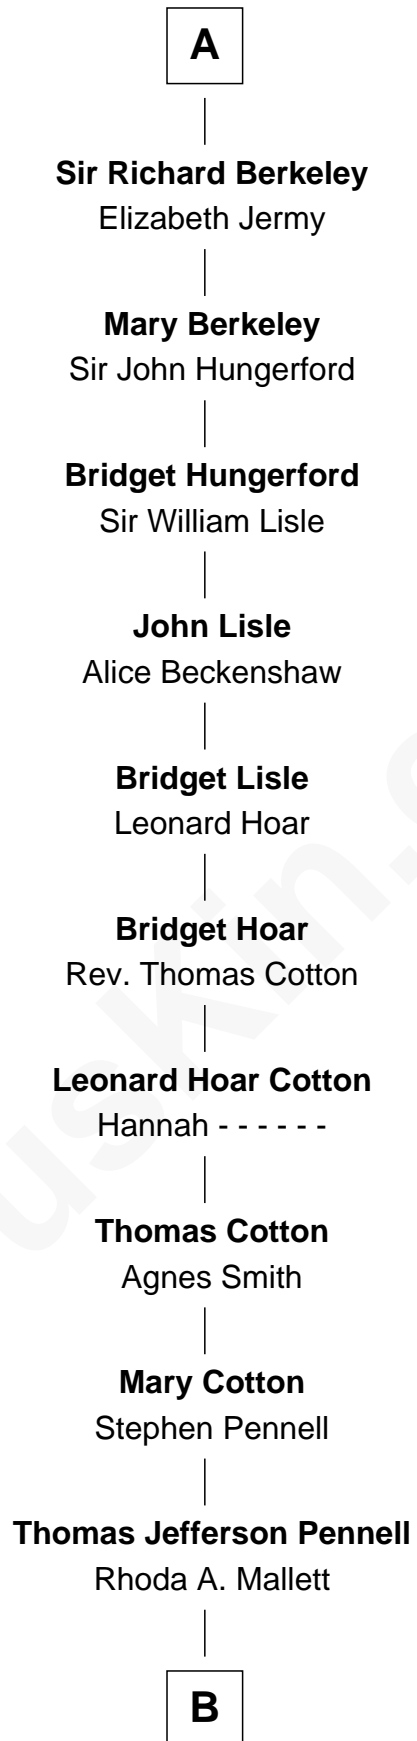 A
Sir Richard Berkeley
Elizabeth Jermy
Mary Berkeley
Sir John Hungerford
Bridget Hungerford
Sir William Lisle
John Lisle
Alice Beckenshaw
Bridget Lisle
Leonard Hoar
Bridget Hoar
Rev. Thomas Cotton
Leonard Hoar Cotton
Hannah - - - - - -
Thomas Cotton
Agnes Smith
Mary Cotton
Stephen Pennell
Thomas Jefferson Pennell
Rhoda A. Mallett
B